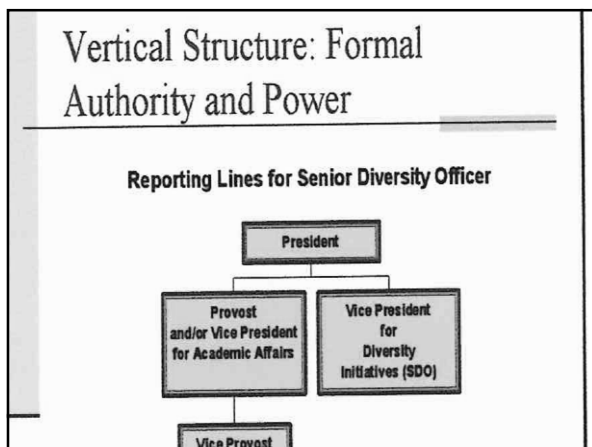 Vertical Structure: Formal
Authority and Power
Reporting Lines for Senior Diversity Officer
President
Provost
and/or Vice President
for Academic Affairs
Vice President
for
Diversity
Initiatives (SDO)
Vice Provost